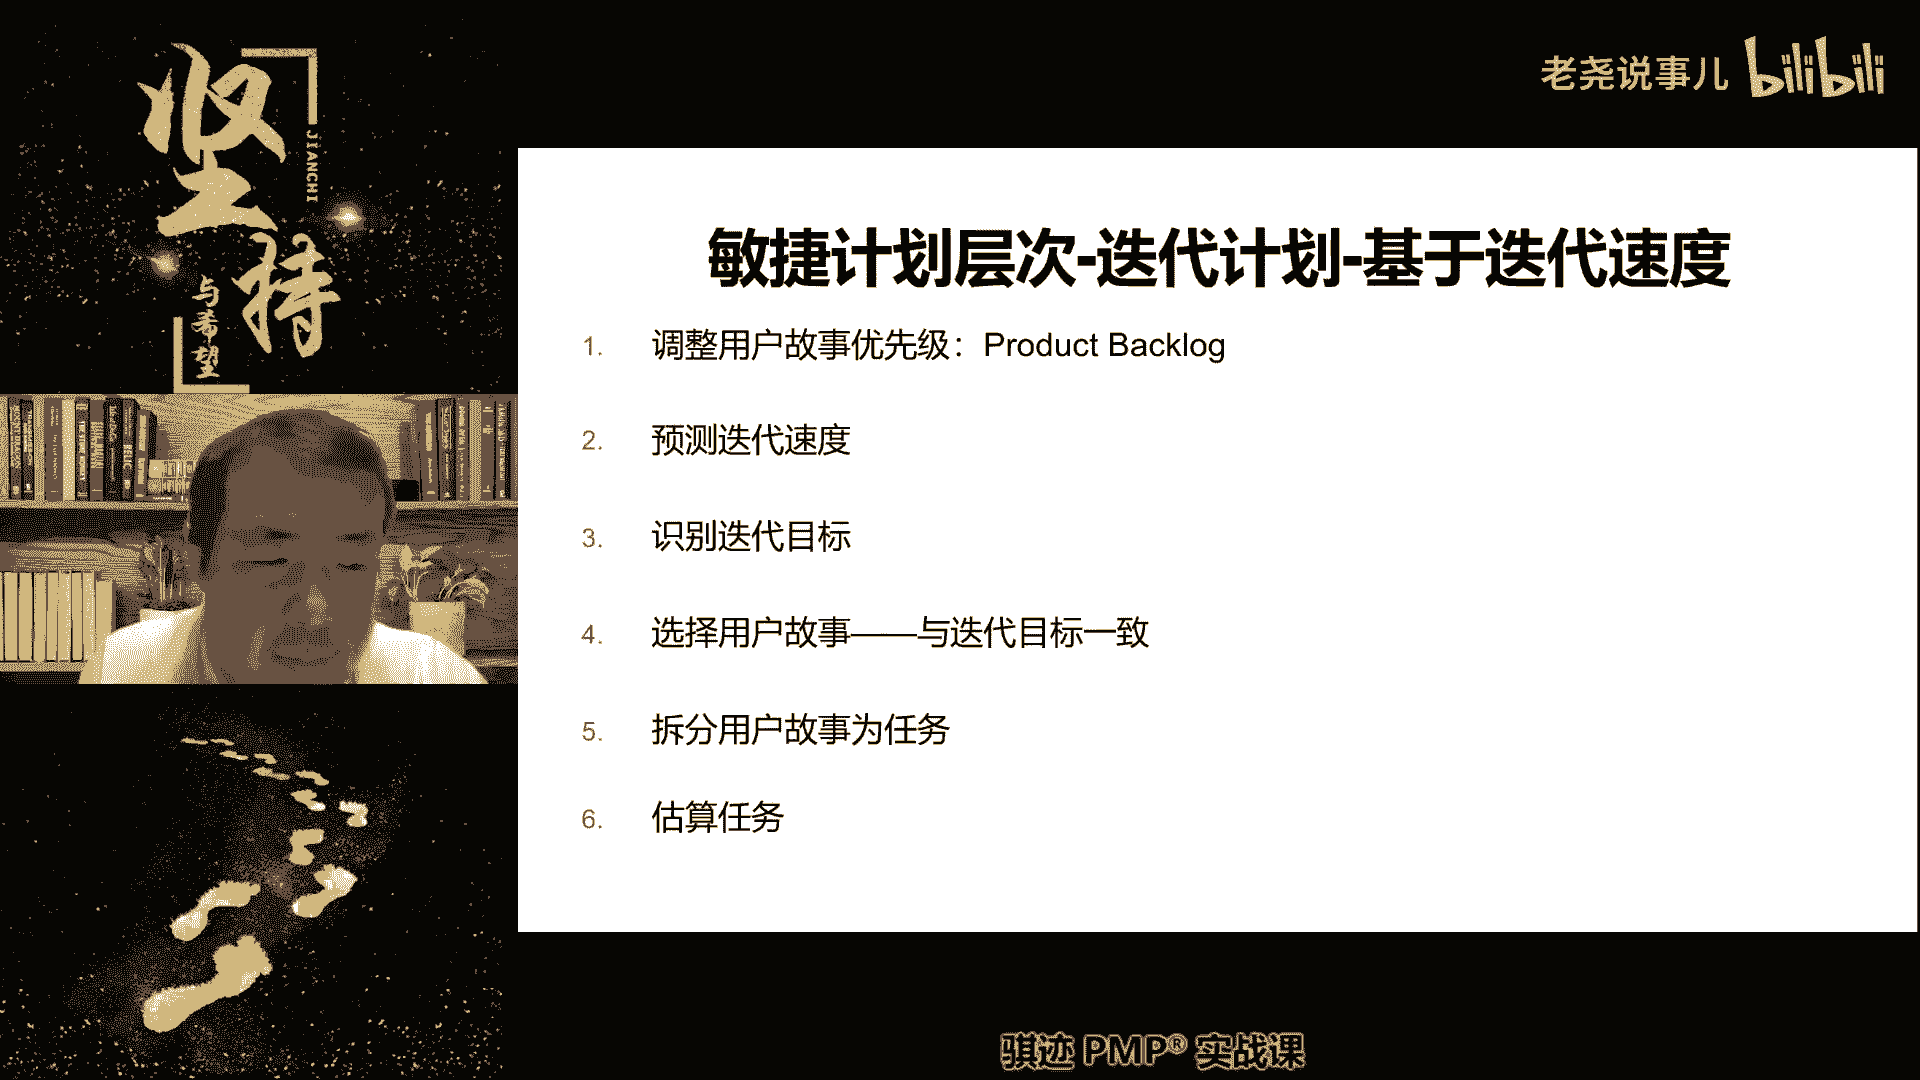 坚持
JIANCHI
与希望
老尧说事儿 bilibili
敏捷计划层次-迭代计划-基于迭代速度
1. 调整用户故事优先级：Product Backlog
2. 预测迭代速度
3. 识别迭代目标
4. 选择用户故事——与迭代目标一致
5. 拆分用户故事为任务
6. 估算任务
骐迹 PMP® 实战课